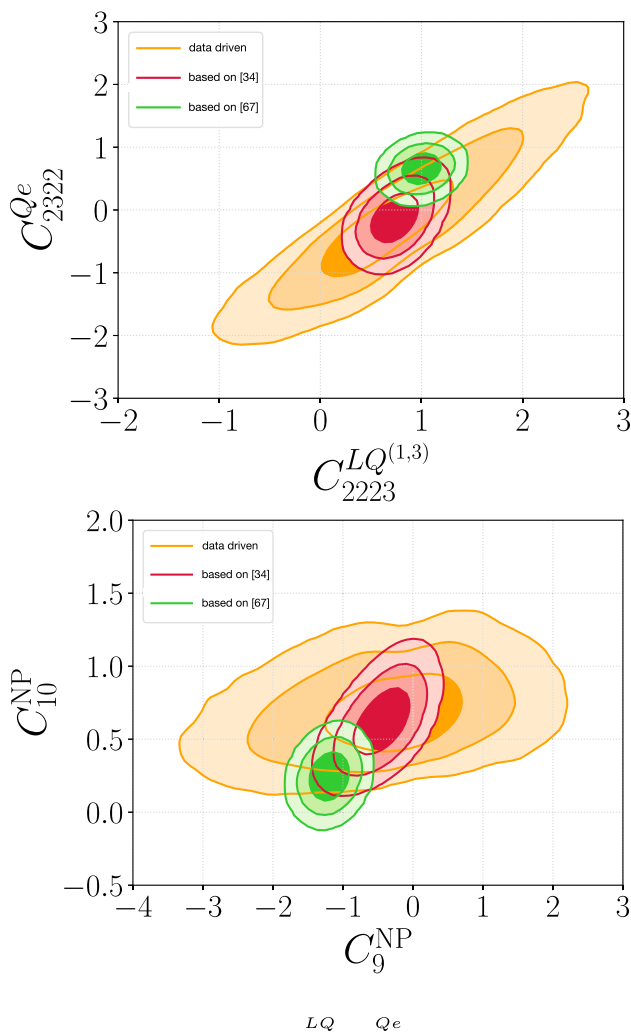 3
2
1
0
−1
−2
−3
data driven
based on [34]
based on [67]
C^{Qe}_{2322}
−2 −1 0 1 2 3
C^{LQ^{(1,3)}}_{2223}
2.0
1.5
1.0
0.5
0.0
−0.5
data driven
based on [34]
based on [67]
C^{NP}_{10}
−4 −3 −2 −1 0 1 2 3
C^{NP}_{9}
LQ Qe